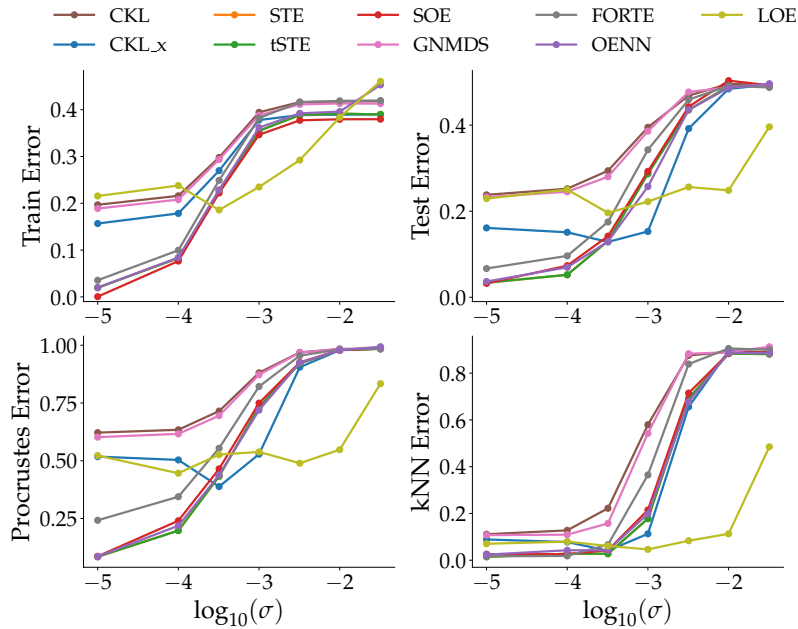 CKL STE SOE FORTE LOE
CKL_x tSTE GNMDS OENN
Train Error
0.4
0.3
0.2
0.1
0.0
−5 −4 −3 −2
Test Error
0.4
0.2
0.0
−5 −4 −3 −2
Procrustes Error
1.00
0.75
0.50
0.25
−5 −4 −3 −2
log₁₀(σ)
kNN Error
0.8
0.6
0.4
0.2
0.0
−5 −4 −3 −2
log₁₀(σ)